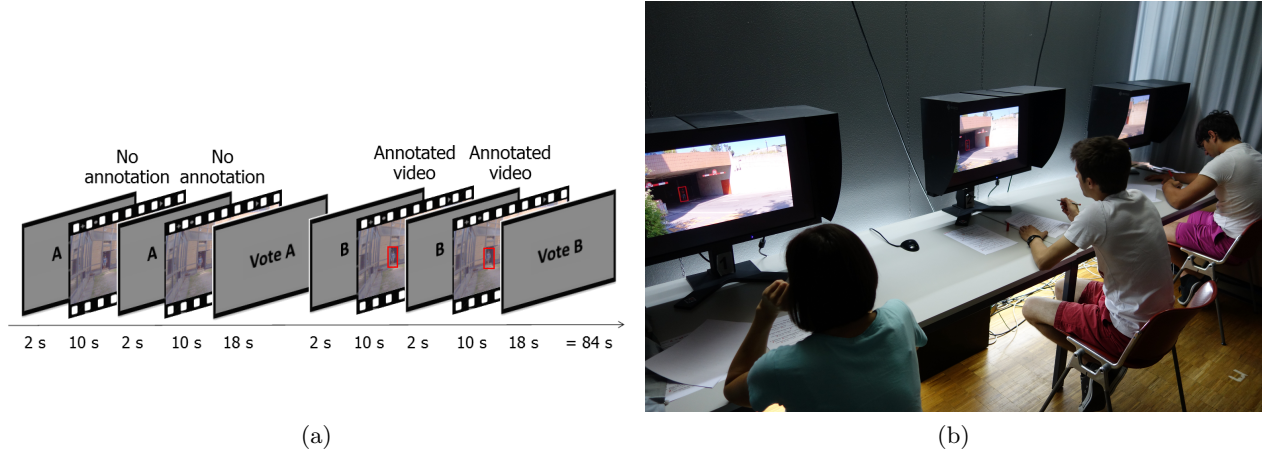 No
annotation
No
annotation
Annotated
video
Annotated
video
A
A
Vote A
B
B
Vote B
2 s
10 s
2 s
10 s
18 s
2 s
10 s
2 s
10 s
18 s
= 84 s
(a)
(b)